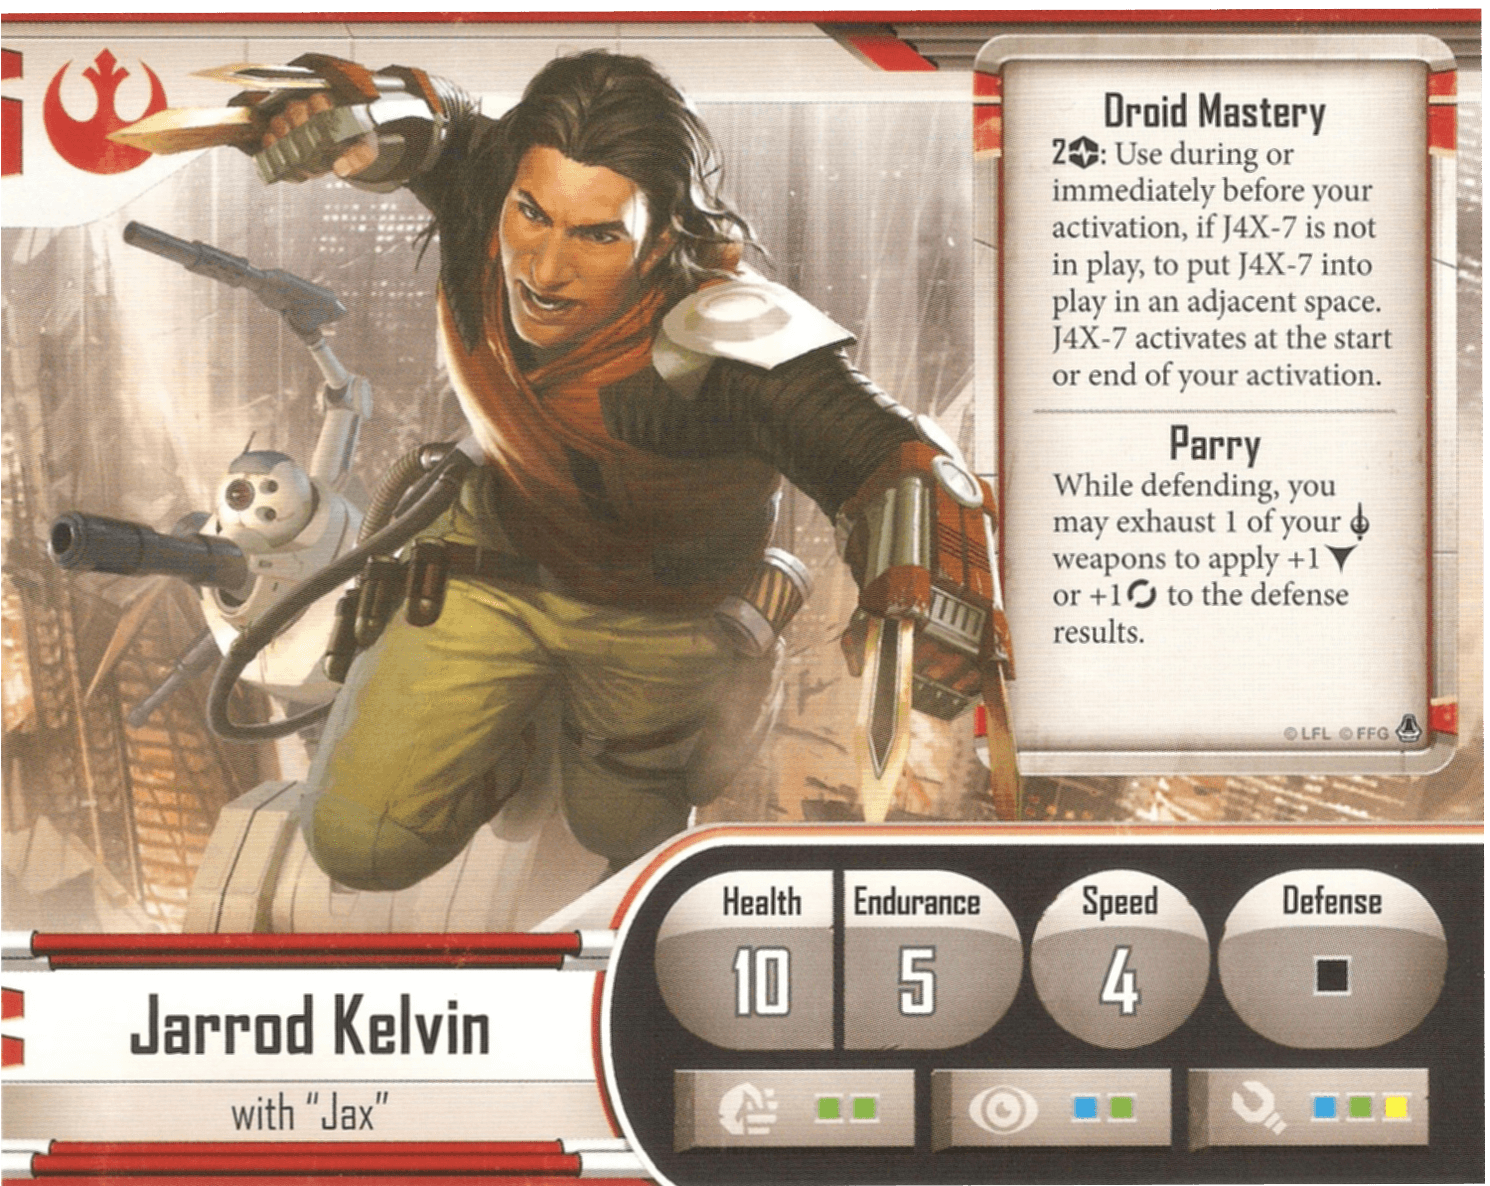 Droid Mastery
2: Use during or
immediately before your
activation, if J4X-7 is not
in play, to put J4X-7 into
play in an adjacent space.
J4X-7 activates at the start
or end of your activation.
Parry
While defending, you
may exhaust 1 of your
weapons to apply +1
or +1 to the defense
results.
© LFL © FFG
Health
10
Endurance
5
Speed
4
Defense
Jarrod Kelvin
with "Jax"